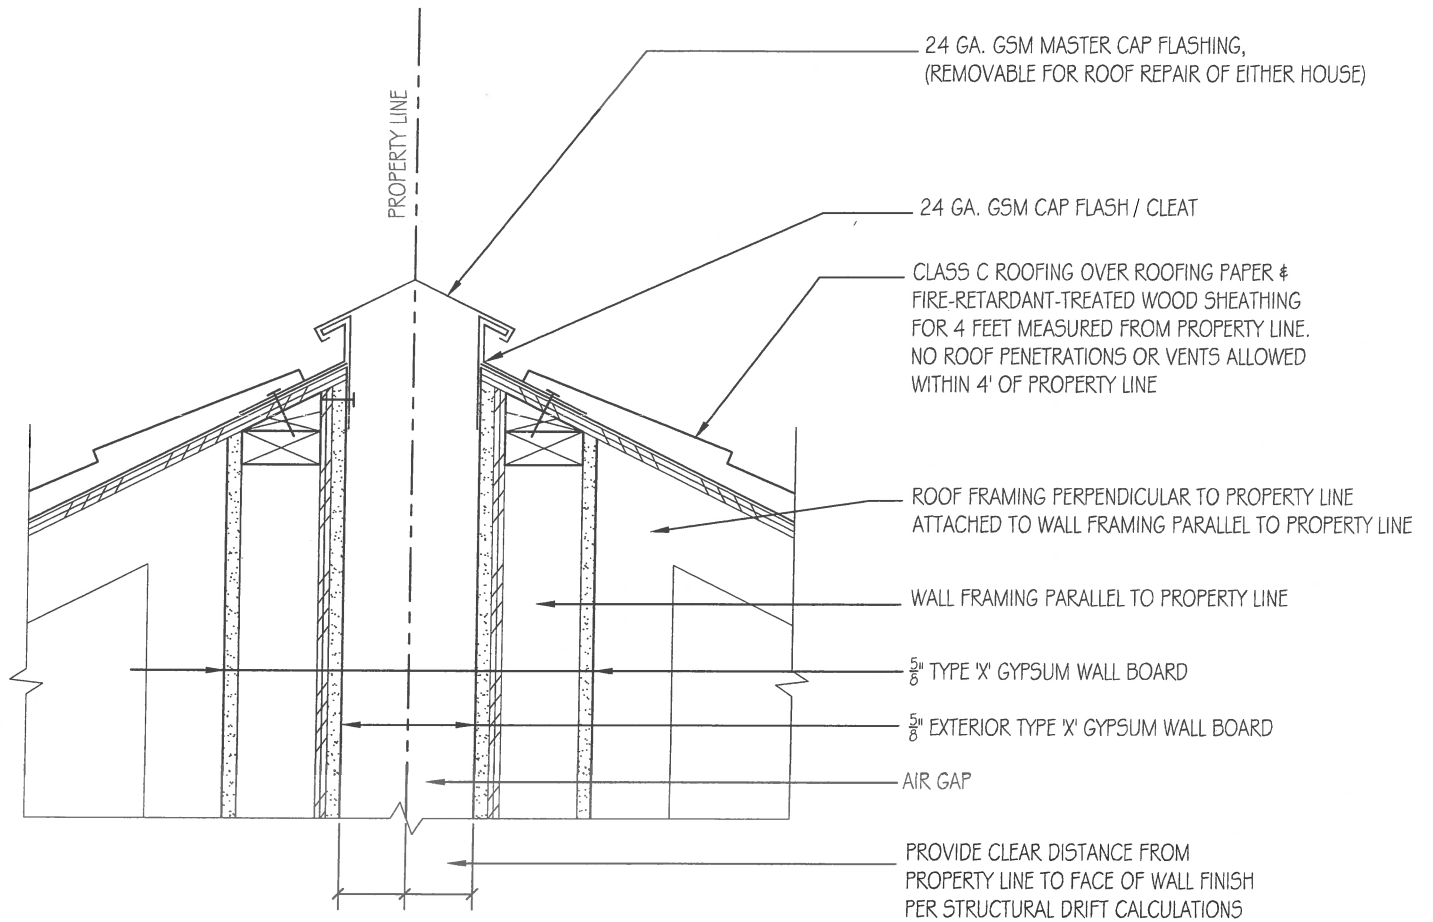 24 GA. GSM MASTER CAP FLASHING,
(REMOVABLE FOR ROOF REPAIR OF EITHER HOUSE)
PROPERTY LINE
24 GA. GSM CAP FLASH / CLEAT
CLASS C ROOFING OVER ROOFING PAPER &
FIRE-RETARDANT-TREATED WOOD SHEATHING
FOR 4 FEET MEASURED FROM PROPERTY LINE.
NO ROOF PENETRATIONS OR VENTS ALLOWED
WITHIN 4' OF PROPERTY LINE
ROOF FRAMING PERPENDICULAR TO PROPERTY LINE
ATTACHED TO WALL FRAMING PARALLEL TO PROPERTY LINE
WALL FRAMING PARALLEL TO PROPERTY LINE
5/8" TYPE 'X' GYPSUM WALL BOARD
5/8" EXTERIOR TYPE 'X' GYPSUM WALL BOARD
AIR GAP
PROVIDE CLEAR DISTANCE FROM
PROPERTY LINE TO FACE OF WALL FINISH
PER STRUCTURAL DRIFT CALCULATIONS